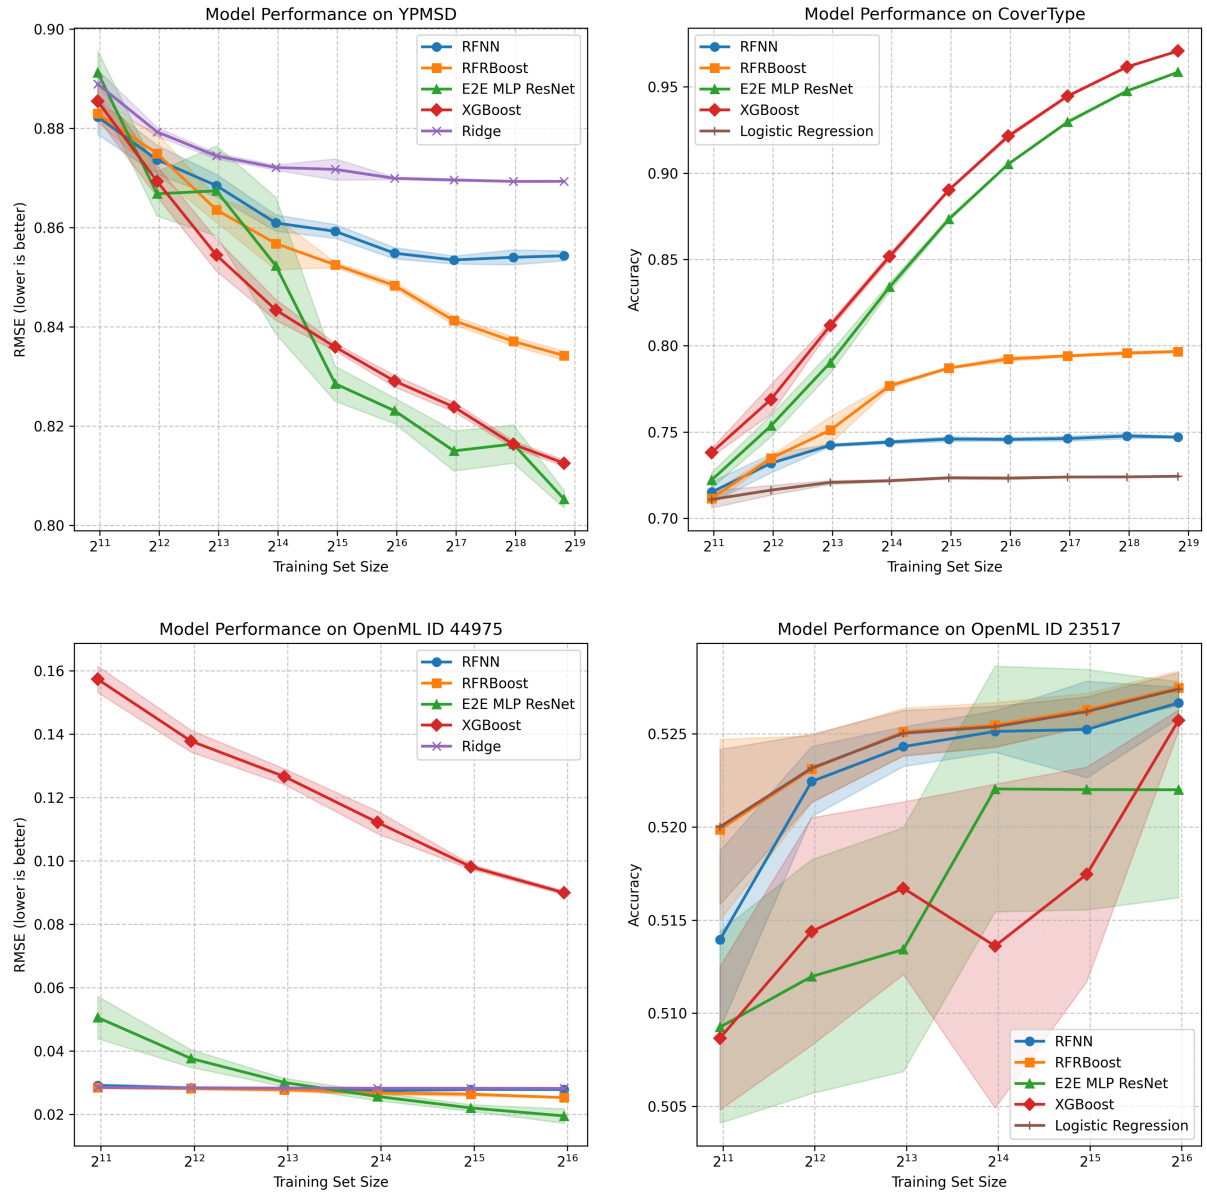 Model Performance on YPMSD
RMSE (lower is better)
0.90
0.88
0.86
0.84
0.82
0.80
RFNN
RFRBoost
E2E MLP ResNet
XGBoost
Ridge
2¹¹ 2¹² 2¹³ 2¹⁴ 2¹⁵ 2¹⁶ 2¹⁷ 2¹⁸ 2¹⁹
Training Set Size
Model Performance on CoverType
Accuracy
0.95
0.90
0.85
0.80
0.75
0.70
RFNN
RFRBoost
E2E MLP ResNet
XGBoost
Logistic Regression
2¹¹ 2¹² 2¹³ 2¹⁴ 2¹⁵ 2¹⁶ 2¹⁷ 2¹⁸ 2¹⁹
Training Set Size
Model Performance on OpenML ID 44975
RMSE (lower is better)
0.16
0.14
0.12
0.10
0.08
0.06
0.04
0.02
RFNN
RFRBoost
E2E MLP ResNet
XGBoost
Ridge
2¹¹ 2¹² 2¹³ 2¹⁴ 2¹⁵ 2¹⁶
Training Set Size
Model Performance on OpenML ID 23517
Accuracy
0.525
0.520
0.515
0.510
0.505
RFNN
RFRBoost
E2E MLP ResNet
XGBoost
Logistic Regression
2¹¹ 2¹² 2¹³ 2¹⁴ 2¹⁵ 2¹⁶
Training Set Size